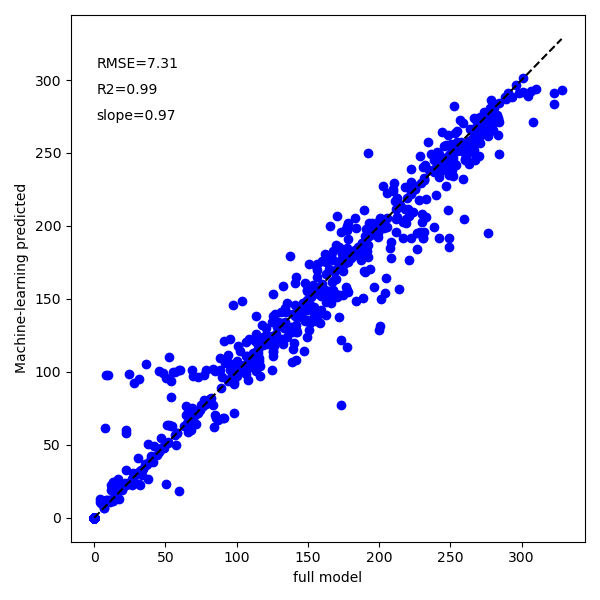 RMSE=7.31
R2=0.99
slope=0.97
Machine-learning predicted
300
250
200
150
100
50
0
0 50 100 150 200 250 300
full model